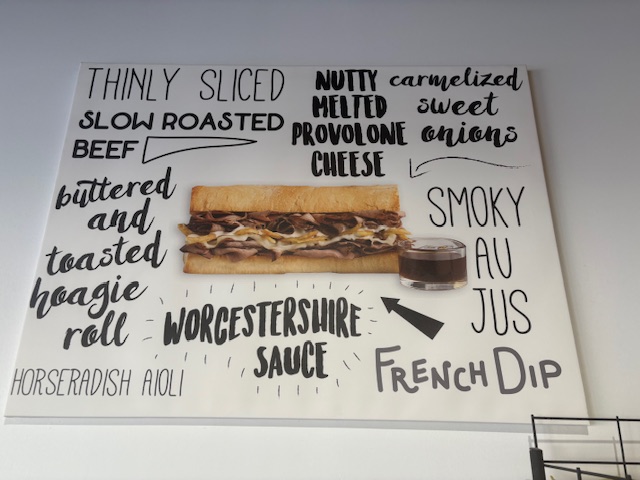 THINLY SLICED
SLOW ROASTED
BEEF
NUTTY
MELTED
PROVOLONE
CHEESE
carmelized
sweet
onions
buttered
and
toasted
hoagie
roll
SMOKY
AU
JUS
WORCESTERSHIRE
SAUCE
HORSERADISH AIOLI
FRENCH DIP